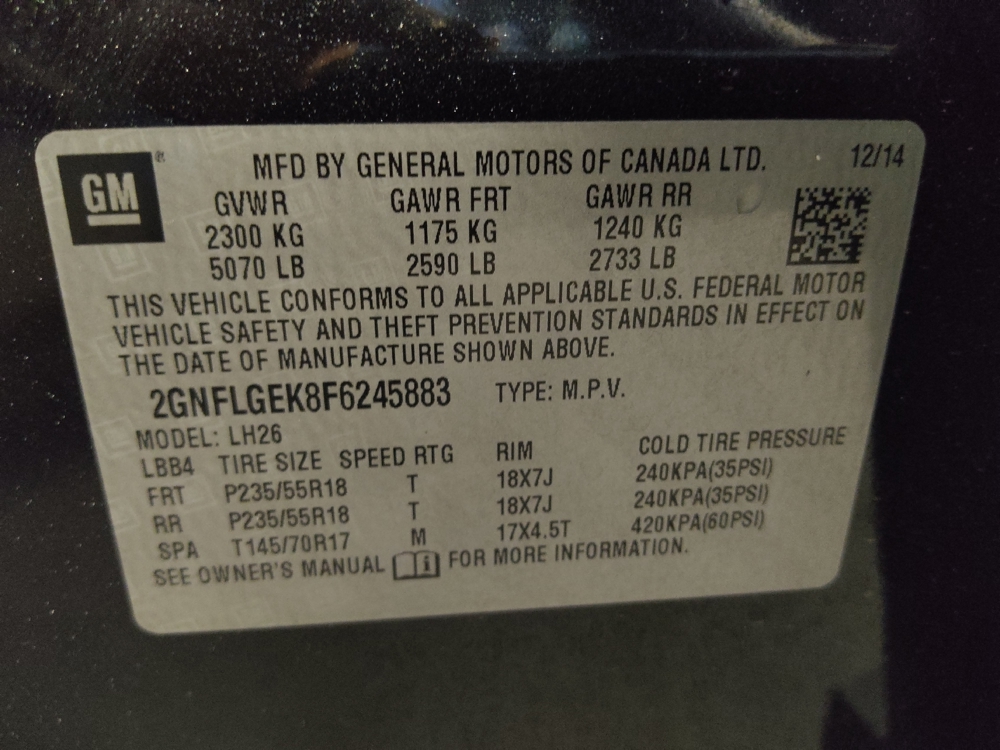 GM ® MFD BY GENERAL MOTORS OF CANADA LTD. 12/14
GVWR GAWR FRT GAWR RR
2300 KG 1175 KG 1240 KG
5070 LB 2590 LB 2733 LB
THIS VEHICLE CONFORMS TO ALL APPLICABLE U.S. FEDERAL MOTOR
VEHICLE SAFETY AND THEFT PREVENTION STANDARDS IN EFFECT ON
THE DATE OF MANUFACTURE SHOWN ABOVE.
2GNFLGEK8F6245883 TYPE: M.P.V.
MODEL: LH26
LBB4 TIRE SIZE SPEED RTG RIM COLD TIRE PRESSURE
FRT P235/55R18 T 18X7J 240KPA(35PSI)
RR P235/55R18 T 18X7J 240KPA(35PSI)
SPA T145/70R17 M 17X4.5T 420KPA(60PSI)
SEE OWNER'S MANUAL i FOR MORE INFORMATION.